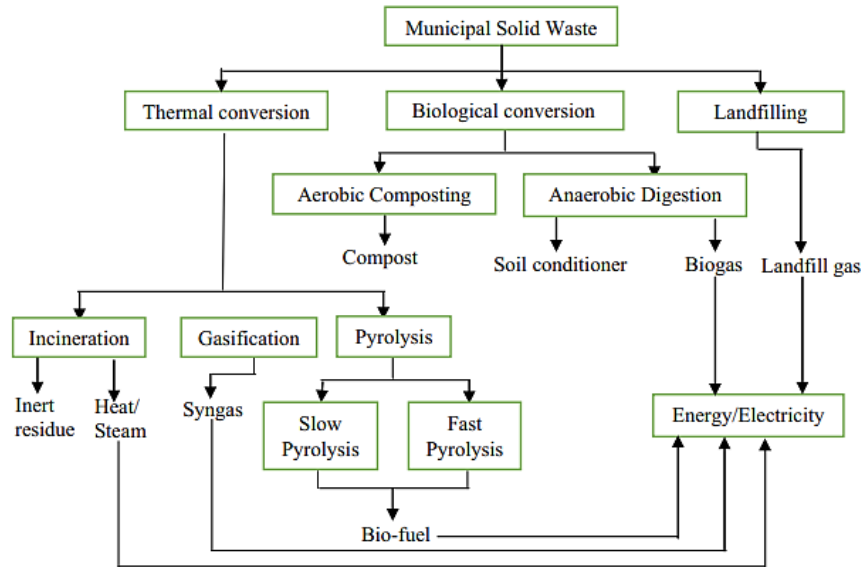 Municipal Solid Waste
Thermal conversion
Biological conversion
Landfilling
Aerobic Composting
Anaerobic Digestion
Compost
Soil conditioner
Biogas
Landfill gas
Incineration
Gasification
Pyrolysis
Inert
residue
Heat/
Steam
Syngas
Slow
Pyrolysis
Fast
Pyrolysis
Energy/Electricity
Bio-fuel